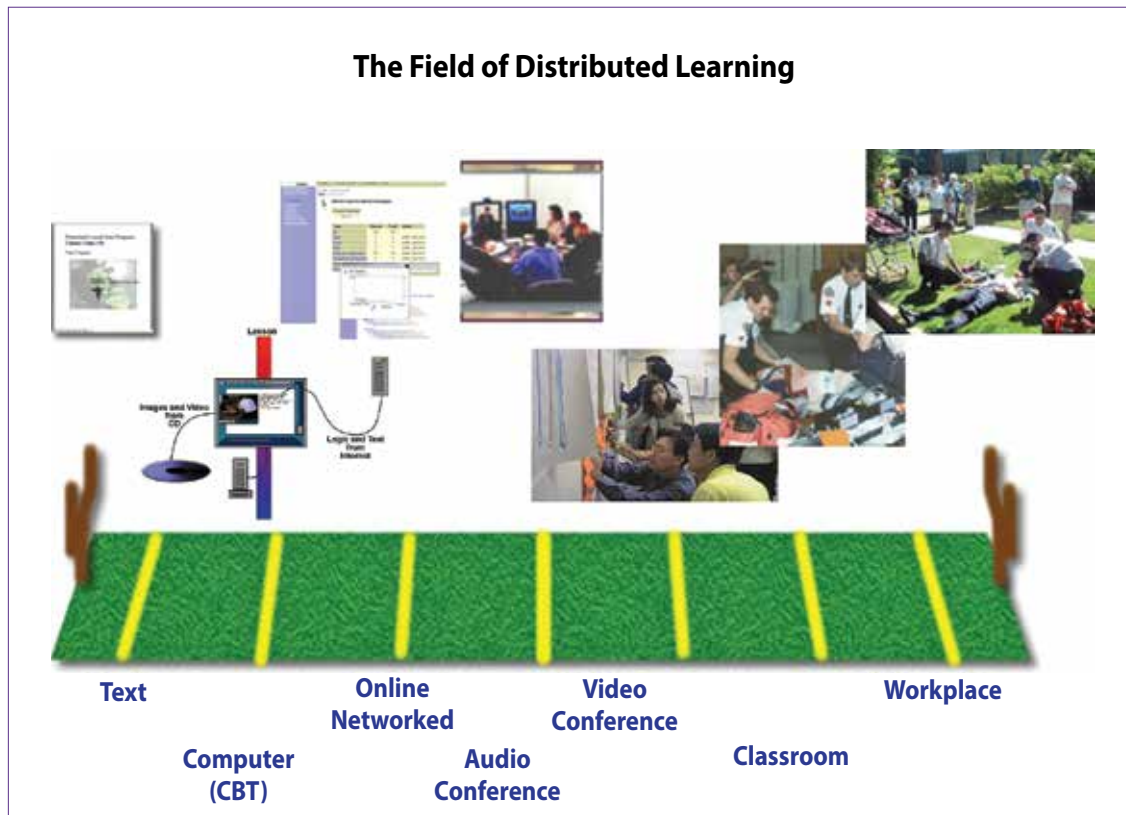 The Field of Distributed Learning
Lesson
Images and Video
from
CD
Logic and Text
from
Internet
Text
Computer
(CBT)
Online
Networked
Audio
Conference
Video
Conference
Classroom
Workplace